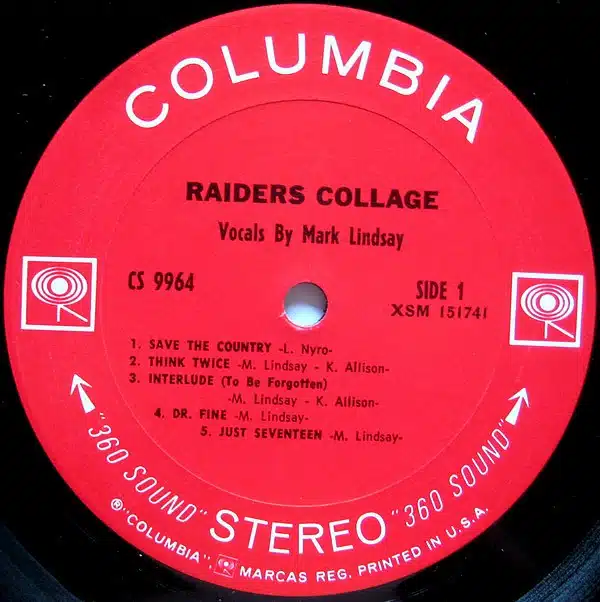 COLUMBIA
RAIDERS COLLAGE
Vocals By Mark Lindsay
CS 9964
SIDE 1
XSM 151741
1. SAVE THE COUNTRY -L. Nyro-
2. THINK TWICE -M. Lindsay - K. Allison-
3. INTERLUDE (To Be Forgotten)
-M. Lindsay - K. Allison-
4. DR. FINE -M. Lindsay-
5. JUST SEVENTEEN -M. Lindsay-
"360 SOUND" STEREO "360 SOUND"
®"COLUMBIA", MARCAS REG. PRINTED IN U.S.A.